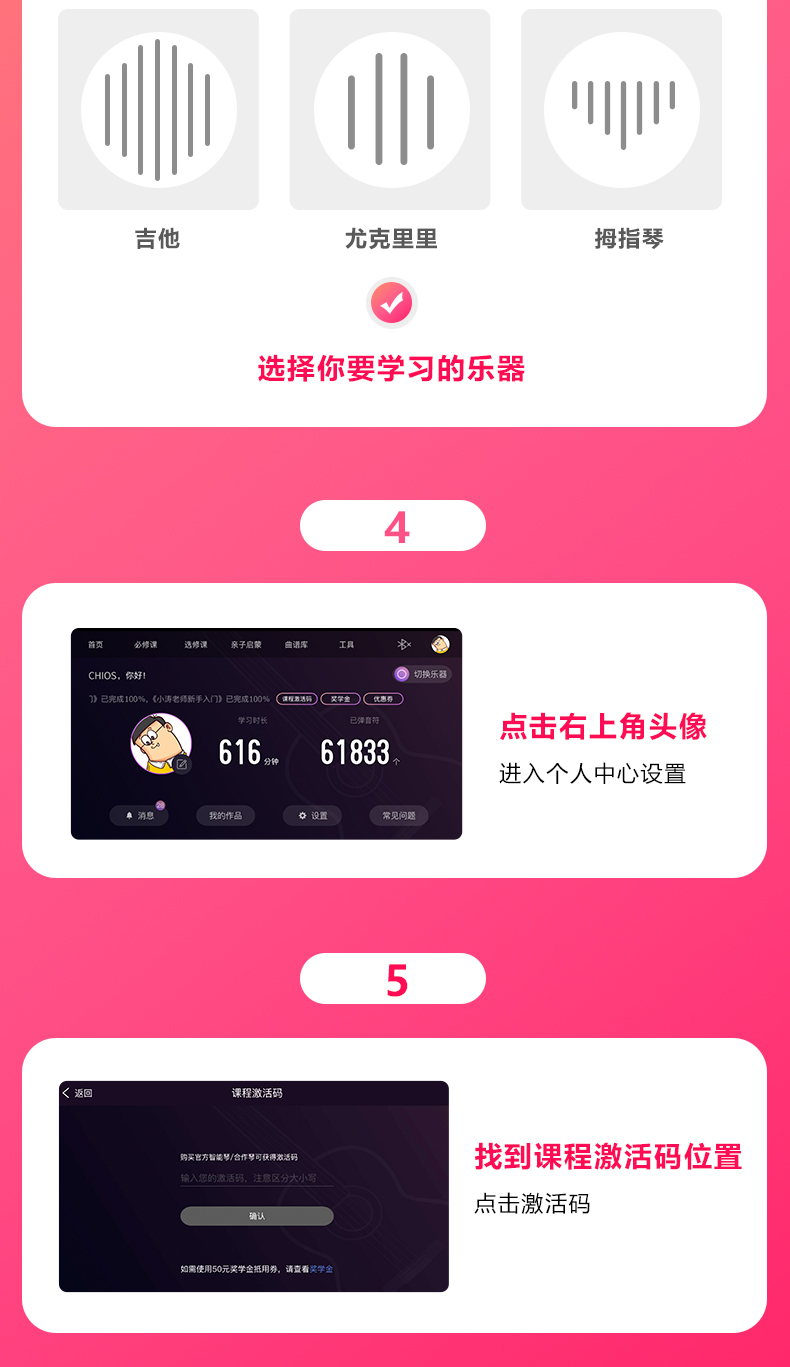 吉他
尤克里里
拇指琴
选择你要学习的乐器
4
首页 必修课 选修课 亲子启蒙 曲谱库 工具
CHIOS，你好！
切换乐器
门》已完成100%，《小涛老师新手入门》已完成100% 课程激活码 奖学金 优惠券
学习时长 已弹音符
616分钟 61833个
消息 28 我的作品 设置 常见问题
点击右上角头像
进入个人中心设置
5
返回 课程激活码
购买官方智能琴/合作琴可获得激活码
输入您的激活码，注意区分大小写
确认
如需使用50元奖学金抵用券，请查看奖学金
找到课程激活码位置
点击激活码